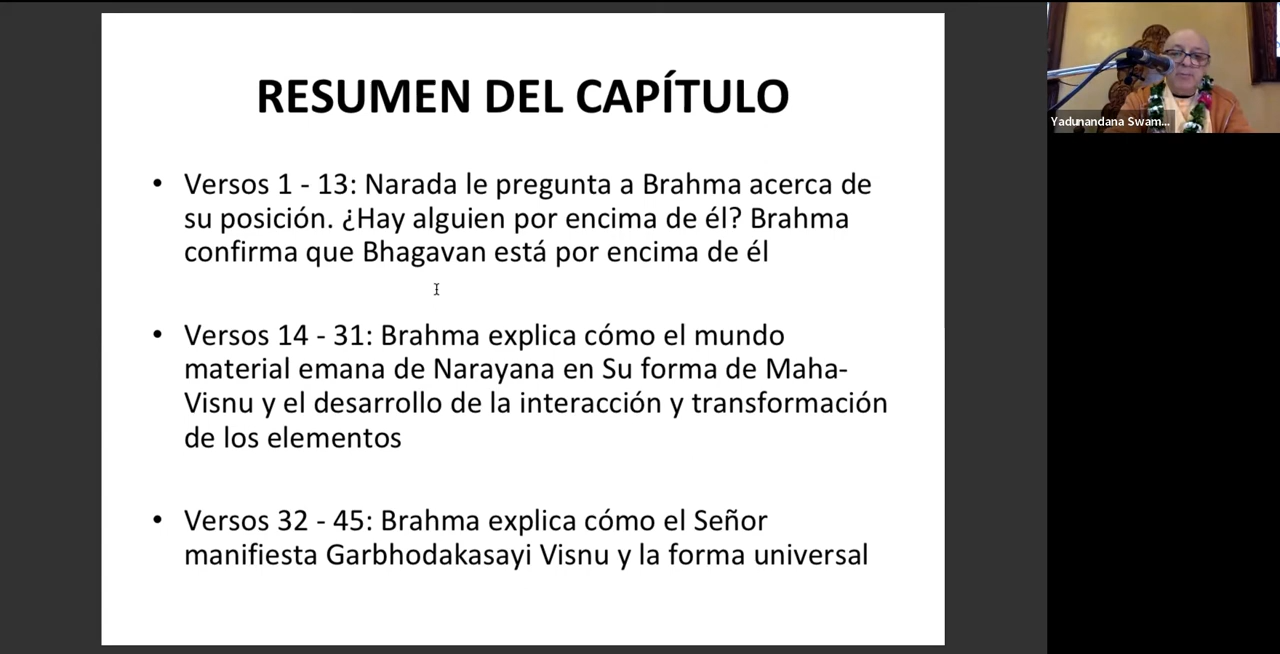 RESUMEN DEL CAPÍTULO
• Versos 1 - 13: Narada le pregunta a Brahma acerca de
su posición. ¿Hay alguien por encima de él? Brahma
confirma que Bhagavan está por encima de él
• Versos 14 - 31: Brahma explica cómo el mundo
material emana de Narayana en Su forma de Maha-
Visnu y el desarrollo de la interacción y transformación
de los elementos
• Versos 32 - 45: Brahma explica cómo el Señor
manifiesta Garbhodakasayi Visnu y la forma universal
Yadunandana Swam...